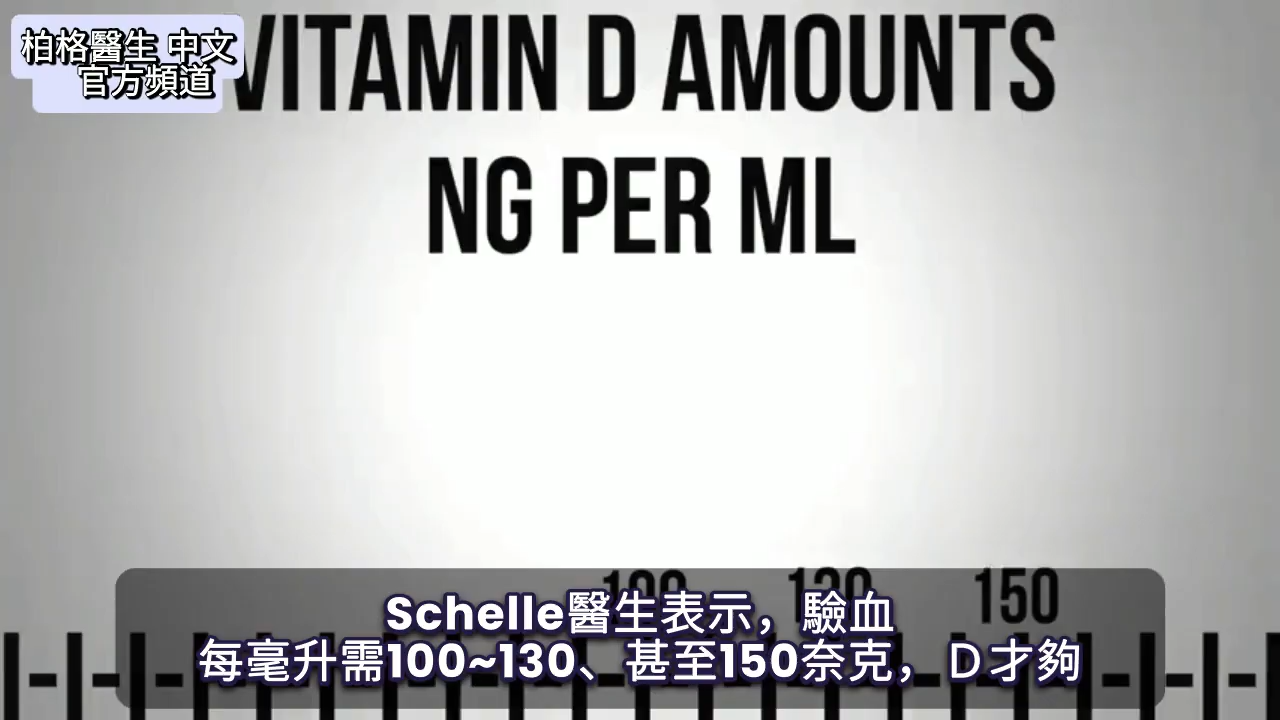 柏格醫生 中文
官方頻道
VITAMIN D AMOUNTS
NG PER ML
100 130 150
Schelle醫生表示，驗血
每毫升需100~130、甚至150奈克，D才夠